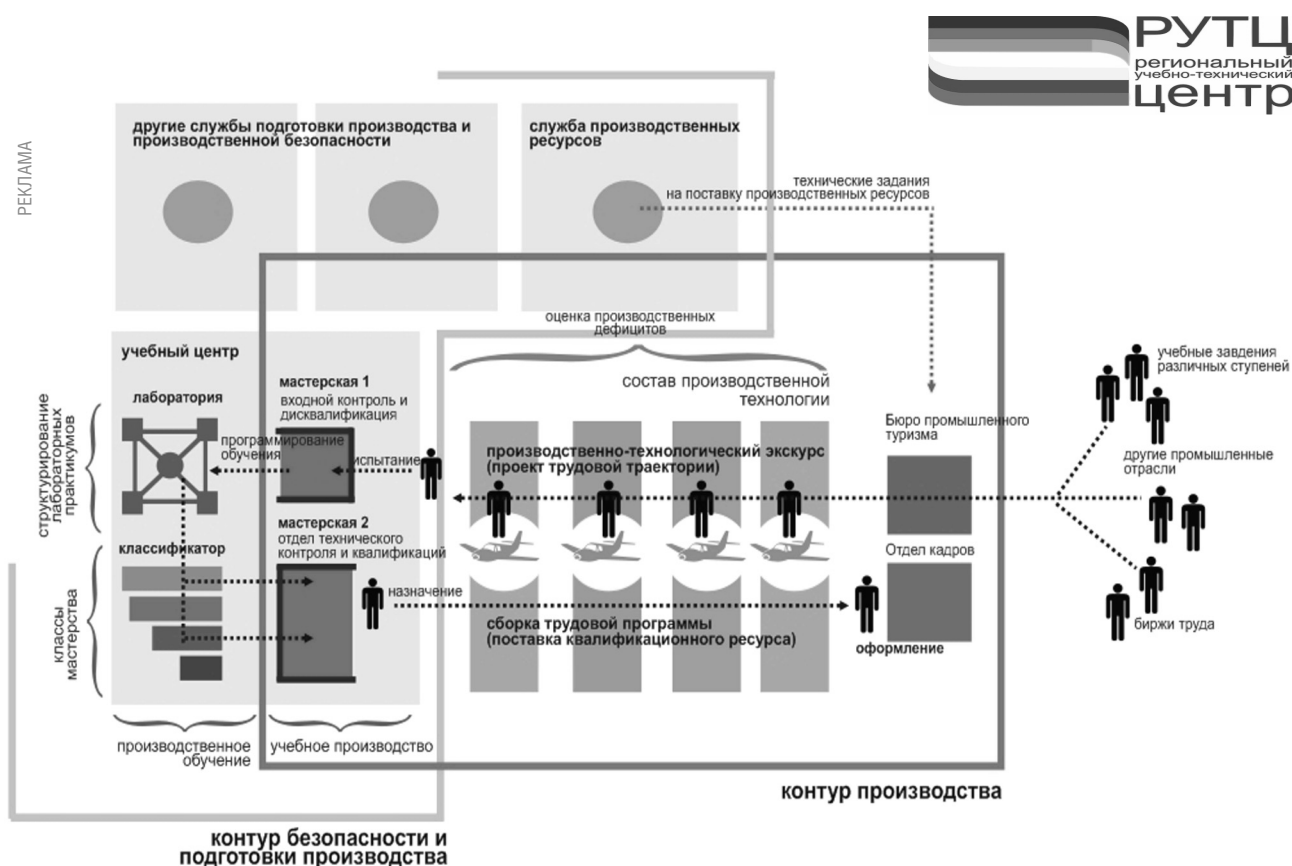 РУТЦ
региональный
учебно-технический
центр
РЕКЛАМА
другие службы подготовки производства и
производственной безопасности
служба производственных
ресурсов
технические задания
на поставку производственных ресурсов
оценка производственных
дефицитов
учебный центр
лаборатория
мастерская 1
входной контроль и
дисквалификация
программирование
обучения
испытание
структурирование
лабораторных
практикумов
состав производственной
технологии
производственно-технологический экскурс
(проект трудовой траектории)
Бюро промышленного
туризма
учебные завдения
различных ступеней
другие промышленные
отрасли
биржи труда
классификатор
классы
мастерства
мастерская 2
отдел технического
контроля и квалификаций
назначение
сборка трудовой программы
(поставка квалификационного ресурса)
Отдел кадров
оформление
производственное
обучение
учебное производство
контур производства
контур безопасности и
подготовки производства